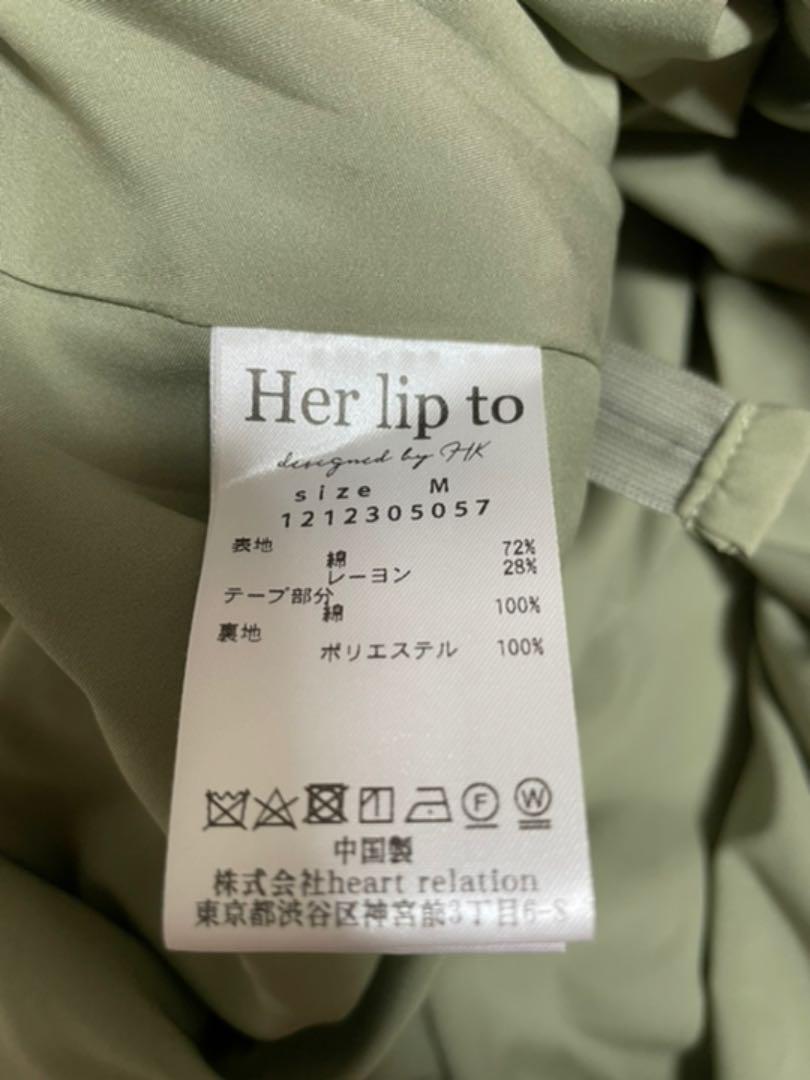 Her lip to
designed by HK
size M
1212305057
表地
綿 72%
レーヨン 28%
テープ部分
綿 100%
裏地
ポリエステル 100%
F W
中国製
株式会社heart relation
東京都渋谷区神宮前3丁目6-S